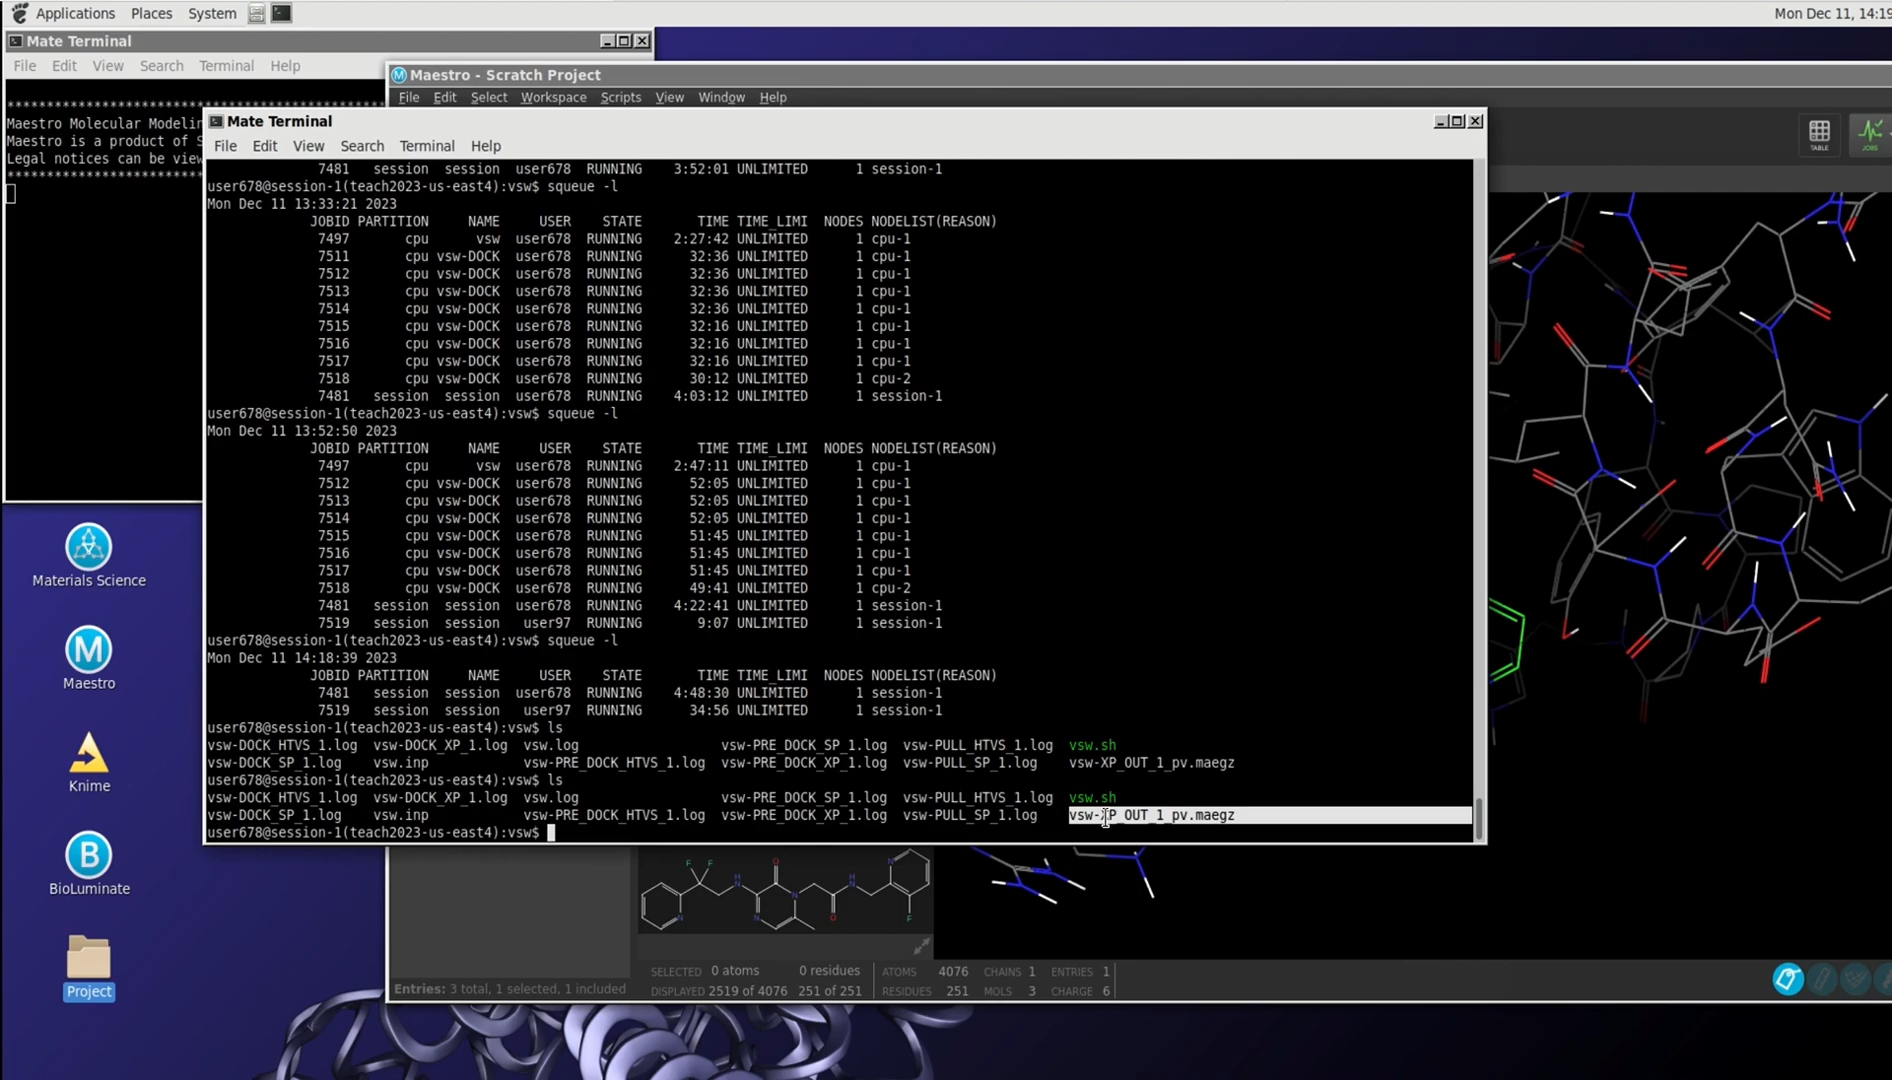 Applications Places System
Mon Dec 11, 14:19
Mate Terminal
File Edit View Search Terminal Help
****************************************
Maestro Molecular Modelin
Maestro is a product of S
Legal notices can be view
Maestro - Scratch Project
File Edit Select Workspace Scripts View Window Help
TABLE JOBS
Mate Terminal
File Edit View Search Terminal Help
7481 session session user678 RUNNING 3:52:01 UNLIMITED 1 session-1
user678@session-1(teach2023-us-east4):vsw$ squeue -l
Mon Dec 11 13:33:21 2023
JOBID PARTITION NAME USER STATE TIME TIME_LIMI NODES NODELIST(REASON)
7497 cpu vsw user678 RUNNING 2:27:42 UNLIMITED 1 cpu-1
7511 cpu vsw-DOCK user678 RUNNING 32:36 UNLIMITED 1 cpu-1
7512 cpu vsw-DOCK user678 RUNNING 32:36 UNLIMITED 1 cpu-1
7513 cpu vsw-DOCK user678 RUNNING 32:36 UNLIMITED 1 cpu-1
7514 cpu vsw-DOCK user678 RUNNING 32:36 UNLIMITED 1 cpu-1
7515 cpu vsw-DOCK user678 RUNNING 32:16 UNLIMITED 1 cpu-1
7516 cpu vsw-DOCK user678 RUNNING 32:16 UNLIMITED 1 cpu-1
7517 cpu vsw-DOCK user678 RUNNING 32:16 UNLIMITED 1 cpu-1
7518 cpu vsw-DOCK user678 RUNNING 30:12 UNLIMITED 1 cpu-2
7481 session session user678 RUNNING 4:03:12 UNLIMITED 1 session-1
user678@session-1(teach2023-us-east4):vsw$ squeue -l
Mon Dec 11 13:52:50 2023
JOBID PARTITION NAME USER STATE TIME TIME_LIMI NODES NODELIST(REASON)
7497 cpu vsw user678 RUNNING 2:47:11 UNLIMITED 1 cpu-1
7512 cpu vsw-DOCK user678 RUNNING 52:05 UNLIMITED 1 cpu-1
7513 cpu vsw-DOCK user678 RUNNING 52:05 UNLIMITED 1 cpu-1
7514 cpu vsw-DOCK user678 RUNNING 52:05 UNLIMITED 1 cpu-1
7515 cpu vsw-DOCK user678 RUNNING 51:45 UNLIMITED 1 cpu-1
7516 cpu vsw-DOCK user678 RUNNING 51:45 UNLIMITED 1 cpu-1
7517 cpu vsw-DOCK user678 RUNNING 51:45 UNLIMITED 1 cpu-1
7518 cpu vsw-DOCK user678 RUNNING 49:41 UNLIMITED 1 cpu-2
7481 session session user678 RUNNING 4:22:41 UNLIMITED 1 session-1
7519 session session user97 RUNNING 9:07 UNLIMITED 1 session-1
user678@session-1(teach2023-us-east4):vsw$ squeue -l
Mon Dec 11 14:18:39 2023
JOBID PARTITION NAME USER STATE TIME TIME_LIMI NODES NODELIST(REASON)
7481 session session user678 RUNNING 4:48:30 UNLIMITED 1 session-1
7519 session session user97 RUNNING 34:56 UNLIMITED 1 session-1
user678@session-1(teach2023-us-east4):vsw$ ls
vsw-DOCK_HTVS_1.log vsw-DOCK_XP_1.log vsw.log vsw-PRE_DOCK_SP_1.log vsw-PULL_HTVS_1.log vsw.sh
vsw-DOCK_SP_1.log vsw.inp vsw-PRE_DOCK_HTVS_1.log vsw-PRE_DOCK_XP_1.log vsw-PULL_SP_1.log vsw-XP_OUT_1_pv.maegz
user678@session-1(teach2023-us-east4):vsw$ ls
vsw-DOCK_HTVS_1.log vsw-DOCK_XP_1.log vsw.log vsw-PRE_DOCK_SP_1.log vsw-PULL_HTVS_1.log vsw.sh
vsw-DOCK_SP_1.log vsw.inp vsw-PRE_DOCK_HTVS_1.log vsw-PRE_DOCK_XP_1.log vsw-PULL_SP_1.log vsw-XP_OUT_1_pv.maegz
user678@session-1(teach2023-us-east4):vsw$
Materials Science
M
Maestro
Knime
B
BioLuminate
Project
F F O N N N N O N N F
Entries: 3 total, 1 selected, 1 included
SELECTED 0 atoms 0 residues ATOMS 4076 CHAINS 1 ENTRIES 1
DISPLAYED 2519 of 4076 251 of 251 RESIDUES 251 MOLS 3 CHARGE 6